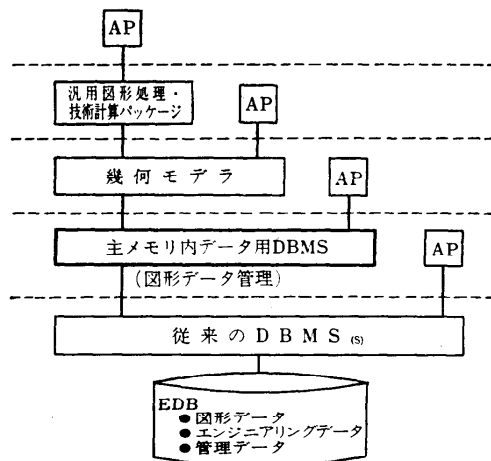 AP
汎用図形処理・
技術計算パッケージ
AP
幾何モデラ
AP
主メモリ内データ用DBMS
(図形データ管理)
AP
従来のDBMS(S)
EDB
● 図形データ
● エンジニアリングデータ
● 管理データ